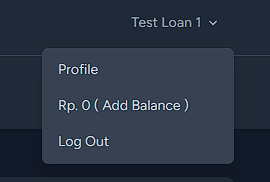 Test Loan 1
Profile
Rp. 0 ( Add Balance )
Log Out